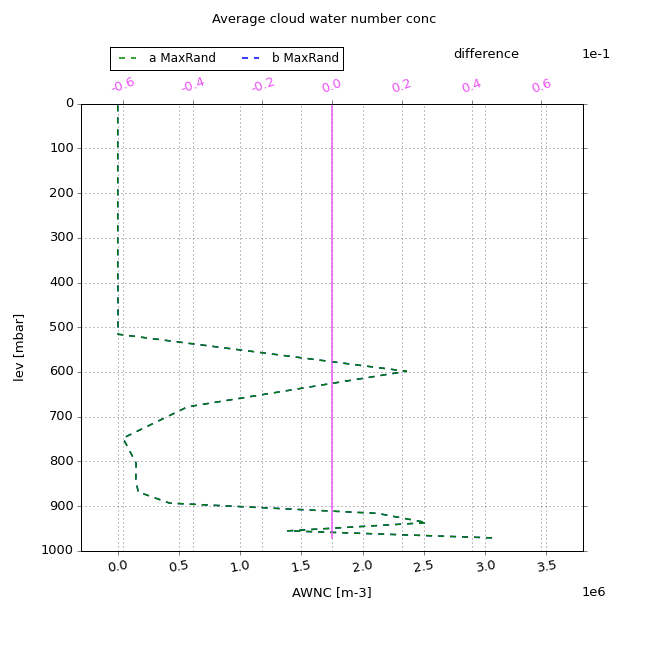 Average cloud water number conc
a MaxRand b MaxRand
difference 1e-1
-0.6 -0.4 -0.2 0.0 0.2 0.4 0.6
0
100
200
300
400
500
600
700
800
900
1000
lev [mbar]
0.0 0.5 1.0 1.5 2.0 2.5 3.0 3.5
AWNC [m-3] 1e6